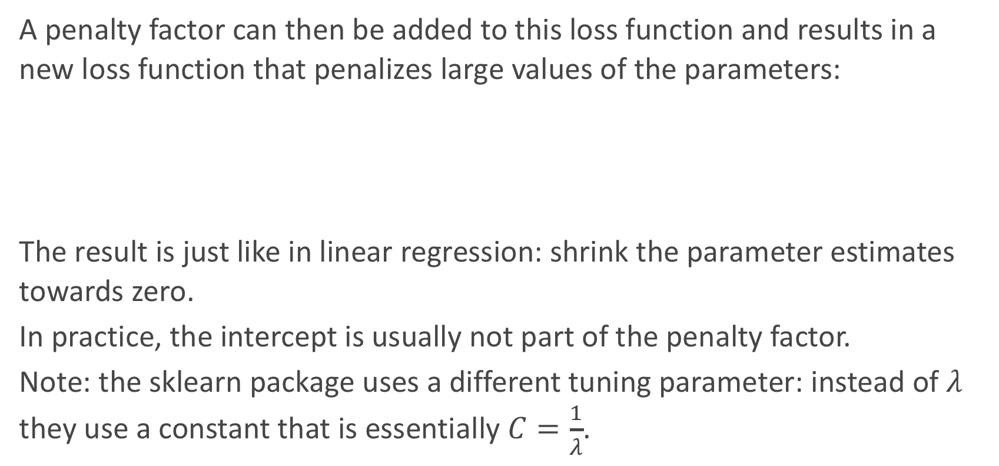 A penalty factor can then be added to this loss function and results in a
new loss function that penalizes large values of the parameters:
The result is just like in linear regression: shrink the parameter estimates
towards zero.
In practice, the intercept is usually not part of the penalty factor.
Note: the sklearn package uses a different tuning parameter: instead of λ
they use a constant that is essentially C = 1/λ.